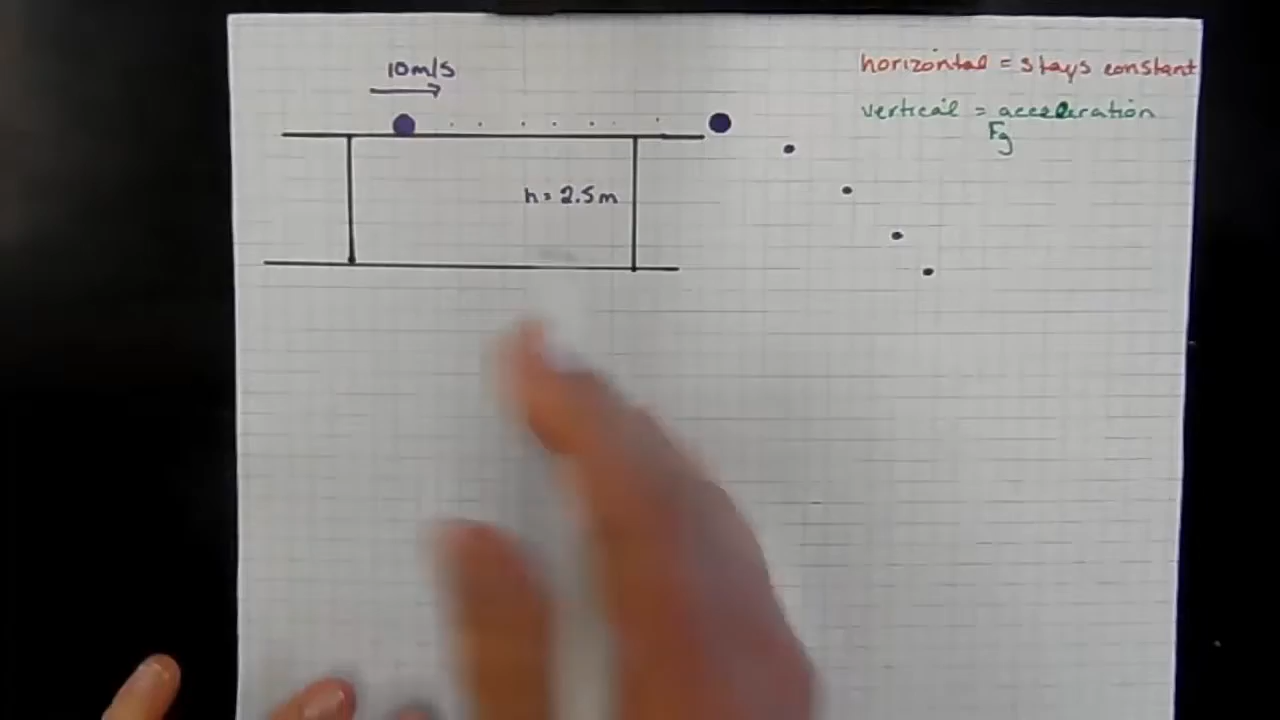 10m/s
horizontal = stays constant
vertical = acceleration
Fg
h = 2.5m